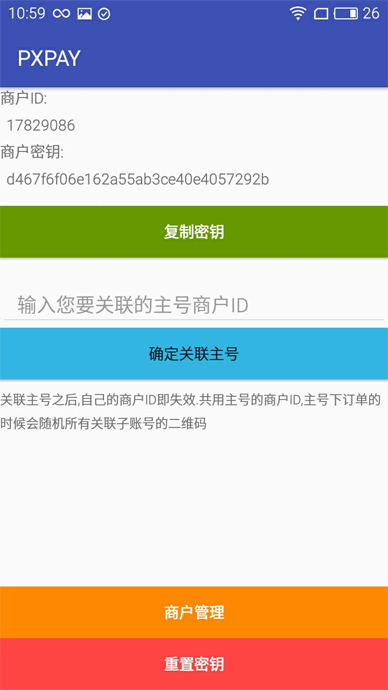 10:59
26
PXPAY
商户ID:
17829086
商户密钥:
d467f6f06e162a55ab3ce40e4057292b
复制密钥
输入您要关联的主号商户ID
确定关联主号
关联主号之后,自己的商户ID即失效.共用主号的商户ID,主号下订单的
时候会随机所有关联子账号的二维码
商户管理
重置密钥